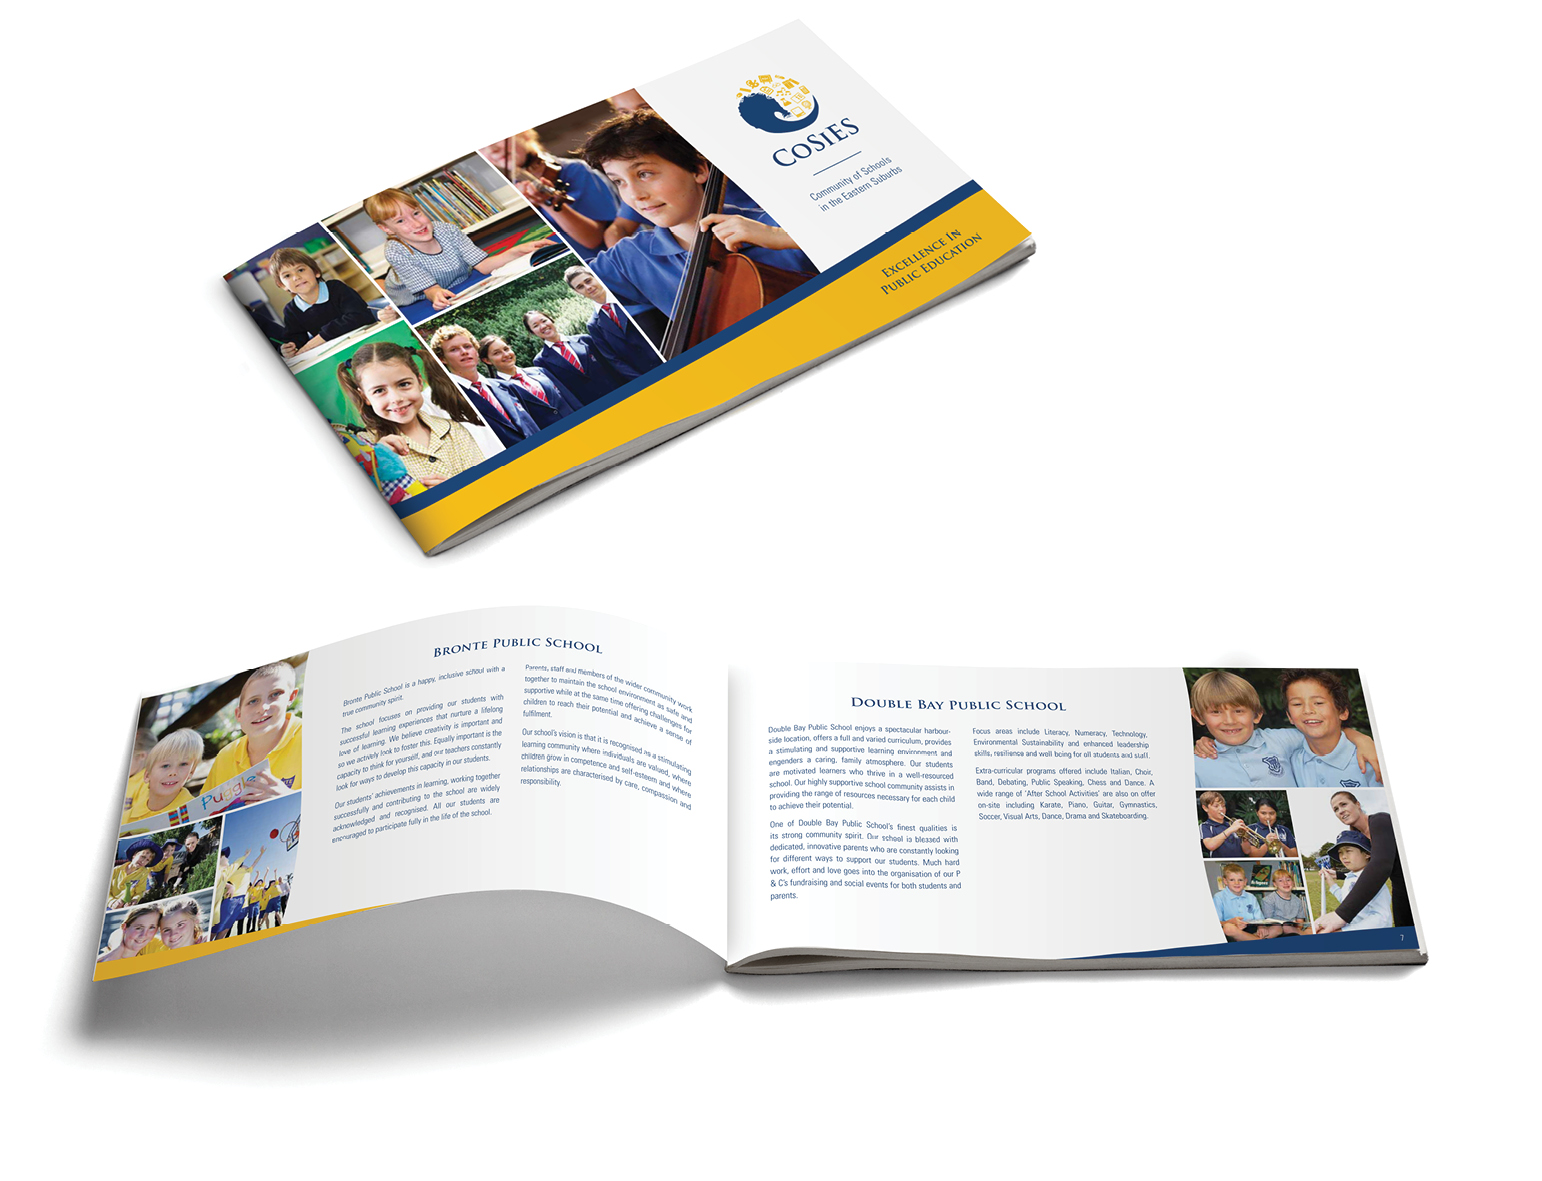 CoSiES
Community of Schools
in the Eastern Suburbs
Excellence In
Public Education
Bronte Public School
Bronte Public School is a happy, inclusive school with a
true community spirit.
The school focuses on providing our students with
successful learning experiences that nurture a lifelong
love of learning. We believe creativity is important and
so we actively look to foster this. Equally important is the
capacity to think for yourself, and our teachers constantly
look for ways to develop this capacity in our students.
Our students' achievements in learning, working together
successfully and contributing to the school are widely
acknowledged and recognised. All our students are
encouraged to participate fully in the life of the school.
Parents, staff and members of the wider community work
together to maintain the school environment as safe and
supportive while at the same time offering challenges for
children to reach their potential and achieve a sense of
fulfilment.
Our school's vision is that it is recognised as a stimulating
learning community where individuals are valued, where
children grow in competence and self-esteem and where
relationships are characterised by care, compassion and
responsibility.
Puggle
Double Bay Public School
Double Bay Public School enjoys a spectacular harbour-
side location, offers a full and varied curriculum, provides
a stimulating and supportive learning environment and
engenders a caring, family atmosphere. Our students
are motivated learners who thrive in a well-resourced
school. Our highly supportive school community assists in
providing the range of resources necessary for each child
to achieve their potential.
One of Double Bay Public School's finest qualities is
its strong community spirit. Our school is blessed with
dedicated, innovative parents who are constantly looking
for different ways to support our students. Much hard
work, effort and love goes into the organisation of our P
& C's fundraising and social events for both students and
parents.
Focus areas include Literacy, Numeracy, Technology,
Environmental Sustainability and enhanced leadership
skills, resilience and well being for all students and staff.
Extra-curricular programs offered include Italian, Choir,
Band, Debating, Public Speaking, Chess and Dance. A
wide range of 'After School Activities' are also on offer
on-site including Karate, Piano, Guitar, Gymnastics,
Soccer, Visual Arts, Dance, Drama and Skateboarding.
7